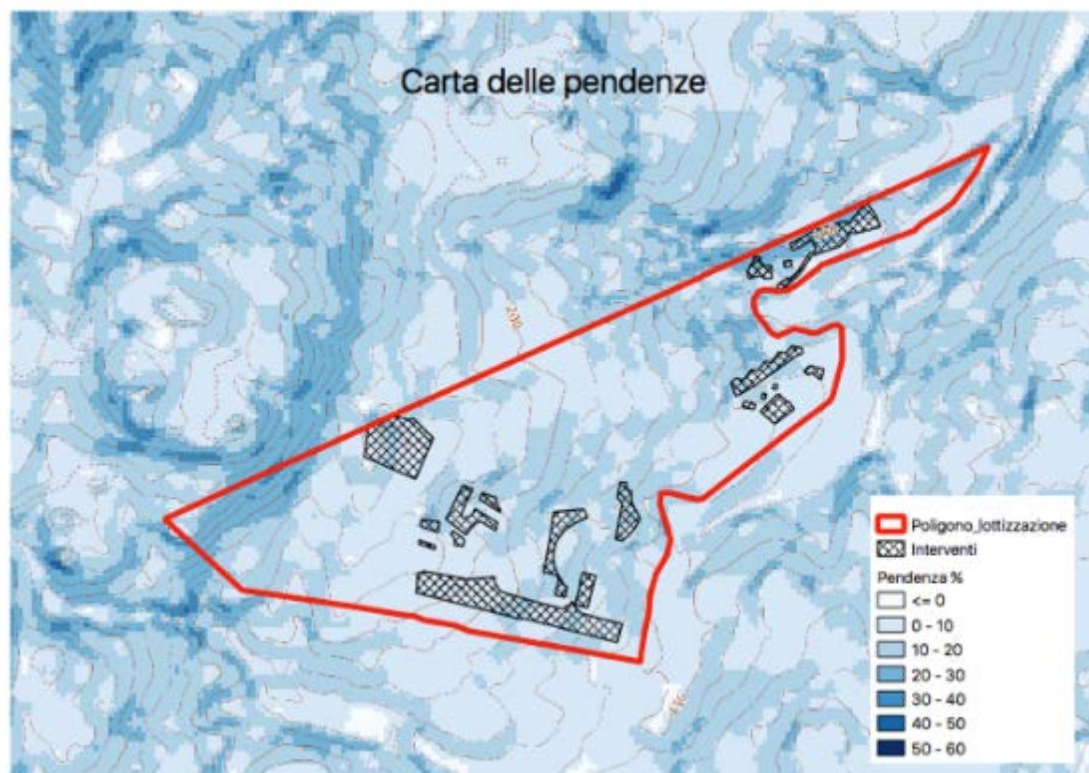 Carta delle pendenze
200
Poligono_lottizzazione
Interventi
Pendenza %
<= 0
0 - 10
10 - 20
20 - 30
30 - 40
40 - 50
50 - 60